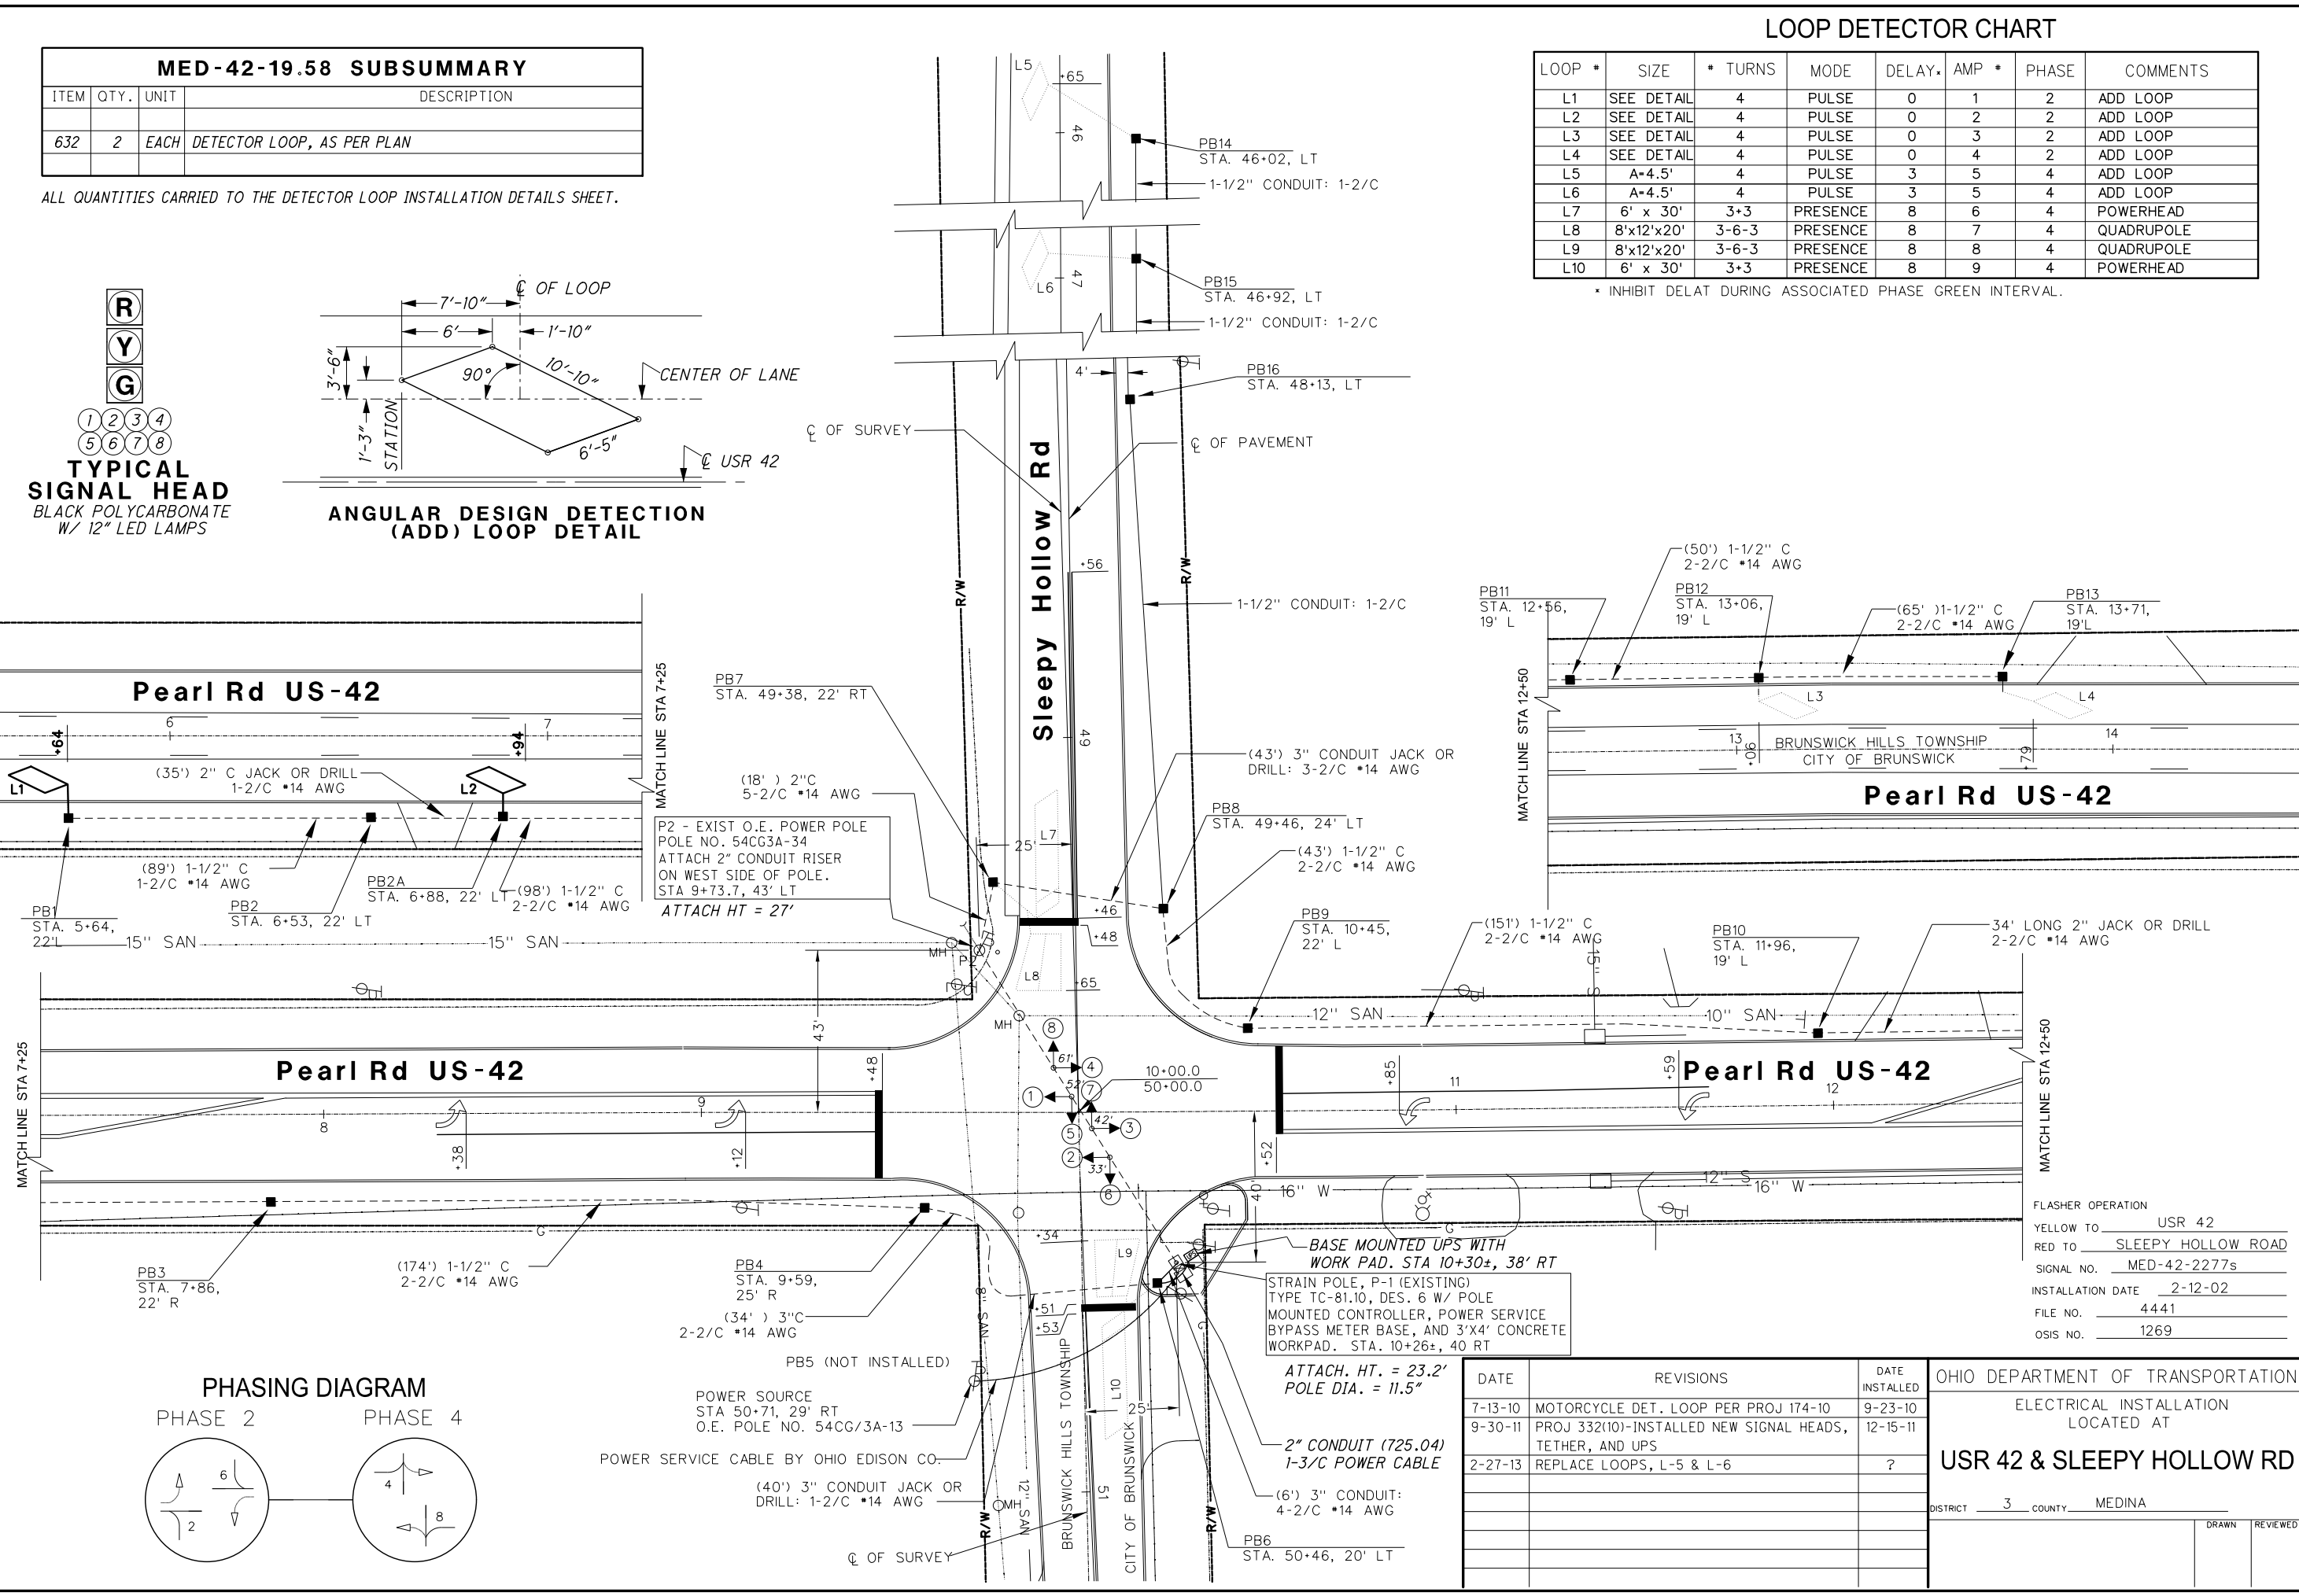 MED-42-19.58 SUBSUMMARY
ITEM QTY. UNIT DESCRIPTION
632 2 EACH DETECTOR LOOP, AS PER PLAN
ALL QUANTITIES CARRIED TO THE DETECTOR LOOP INSTALLATION DETAILS SHEET.
LOOP DETECTOR CHART
LOOP # SIZE # TURNS MODE DELAY* AMP # PHASE COMMENTS
L1 SEE DETAIL 4 PULSE 0 1 2 ADD LOOP
L2 SEE DETAIL 4 PULSE 0 2 2 ADD LOOP
L3 SEE DETAIL 4 PULSE 0 3 2 ADD LOOP
L4 SEE DETAIL 4 PULSE 0 4 2 ADD LOOP
L5 A=4.5' 4 PULSE 3 5 4 ADD LOOP
L6 A=4.5' 4 PULSE 3 5 4 ADD LOOP
L7 6' x 30' 3+3 PRESENCE 8 6 4 POWERHEAD
L8 8'x12'x20' 3-6-3 PRESENCE 8 7 4 QUADRUPOLE
L9 8'x12'x20' 3-6-3 PRESENCE 8 8 4 QUADRUPOLE
L10 6' x 30' 3+3 PRESENCE 8 9 4 POWERHEAD
* INHIBIT DELAT DURING ASSOCIATED PHASE GREEN INTERVAL.
R
Y
G
1 2 3 4
5 6 7 8
TYPICAL
SIGNAL HEAD
BLACK POLYCARBONATE
W/ 12" LED LAMPS
℄ OF LOOP
7'-10"
6'
1'-10"
3'-6"
90°
10'-10"
CENTER OF LANE
1'-3"
STATION
6'-5"
℄ USR 42
ANGULAR DESIGN DETECTION
(ADD) LOOP DETAIL
L5
+65
46
PB14
STA. 46+02, LT
1-1/2" CONDUIT: 1-2/C
L6
47
PB15
STA. 46+92, LT
1-1/2" CONDUIT: 1-2/C
4'
PB16
STA. 48+13, LT
℄ OF SURVEY
℄ OF PAVEMENT
Sleepy Hollow Rd
+56
R/W
R/W
1-1/2" CONDUIT: 1-2/C
49
Pearl Rd US-42
MATCH LINE STA 7+25
6
7
+64
+94
L1
L2
(35') 2" C JACK OR DRILL
1-2/C #14 AWG
(89') 1-1/2" C
1-2/C #14 AWG
PB2A
STA. 6+88, 22' LT
(98') 1-1/2" C
2-2/C #14 AWG
PB1
STA. 5+64,
22'L
PB2
STA. 6+53, 22' LT
15" SAN
15" SAN
PB7
STA. 49+38, 22' RT
(18' ) 2"C
5-2/C #14 AWG
P2 - EXIST O.E. POWER POLE
POLE NO. 54CG3A-34
ATTACH 2" CONDUIT RISER
ON WEST SIDE OF POLE.
STA 9+73.7, 43' LT
ATTACH HT = 27'
25'
L7
(43') 3" CONDUIT JACK OR
DRILL: 3-2/C #14 AWG
PB8
STA. 49+46, 24' LT
(43') 1-1/2" C
2-2/C #14 AWG
+46
+48
L8
+65
MH
P2
MH
PB9
STA. 10+45,
22' L
(151') 1-1/2" C
2-2/C #14 AWG
15" S
PB10
STA. 11+96,
19' L
34' LONG 2" JACK OR DRILL
2-2/C #14 AWG
12" SAN
10" SAN
(50') 1-1/2" C
2-2/C #14 AWG
PB11
STA. 12+56,
19' L
PB12
STA. 13+06,
19' L
(65' )1-1/2" C
2-2/C #14 AWG
PB13
STA. 13+71,
19'L
MATCH LINE STA 12+50
L3
L4
13
14
+06
+79
BRUNSWICK HILLS TOWNSHIP
CITY OF BRUNSWICK
Pearl Rd US-42
MATCH LINE STA 7+25
Pearl Rd US-42
43'
+48
8
9
+38
+12
8
61'
4
52'
7
1
42'
3
5
2
33'
6
10+00.0
50+00.0
+52
40'
+85
11
+59
12
Pearl Rd US-42
MATCH LINE STA 12+50
16" W
12" S
16" W
G
G
PB3
STA. 7+86,
22' R
(174') 1-1/2" C
2-2/C #14 AWG
PB4
STA. 9+59,
25' R
(34' ) 3"C
2-2/C #14 AWG
PB5 (NOT INSTALLED)
POWER SOURCE
STA 50+71, 29' RT
O.E. POLE NO. 54CG/3A-13
POWER SERVICE CABLE BY OHIO EDISON CO.
(40') 3" CONDUIT JACK OR
DRILL: 1-2/C #14 AWG
℄ OF SURVEY
8" SAN
12" SAN
MH
R/W
+34
L9
+51
+53
L10
25'
51
BRUNSWICK HILLS TOWNSHIP
CITY OF BRUNSWICK
G
R/W
BASE MOUNTED UPS WITH
WORK PAD. STA 10+30±, 38' RT
STRAIN POLE, P-1 (EXISTING)
TYPE TC-81.10, DES. 6 W/ POLE
MOUNTED CONTROLLER, POWER SERVICE
BYPASS METER BASE, AND 3'X4' CONCRETE
WORKPAD. STA. 10+26±, 40 RT
ATTACH. HT. = 23.2'
POLE DIA. = 11.5"
2" CONDUIT (725.04)
1-3/C POWER CABLE
(6') 3" CONDUIT:
4-2/C #14 AWG
PB6
STA. 50+46, 20' LT
PHASING DIAGRAM
PHASE 2 PHASE 4
6
2
4
8
FLASHER OPERATION
YELLOW TO USR 42
RED TO SLEEPY HOLLOW ROAD
SIGNAL NO. MED-42-2277s
INSTALLATION DATE 2-12-02
FILE NO. 4441
OSIS NO. 1269
DATE REVISIONS DATE INSTALLED
7-13-10 MOTORCYCLE DET. LOOP PER PROJ 174-10 9-23-10
9-30-11 PROJ 332(10)-INSTALLED NEW SIGNAL HEADS, 12-15-11
TETHER, AND UPS
2-27-13 REPLACE LOOPS, L-5 & L-6 ?
OHIO DEPARTMENT OF TRANSPORTATION
ELECTRICAL INSTALLATION
LOCATED AT
USR 42 & SLEEPY HOLLOW RD
DISTRICT 3 COUNTY MEDINA
DRAWN REVIEWED